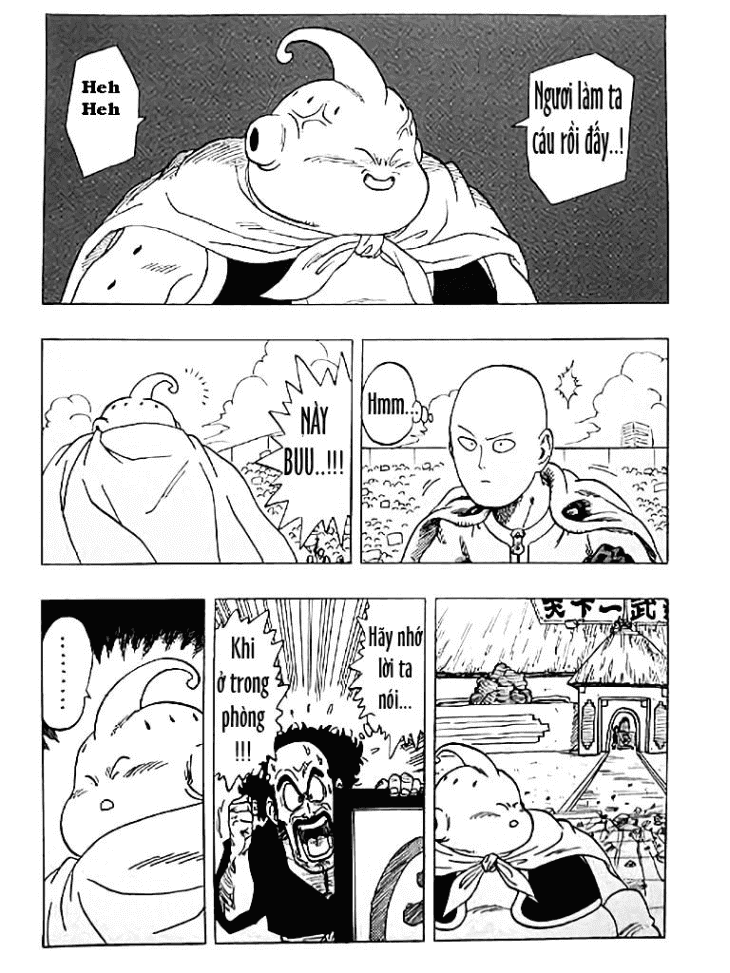 Ngươi làm ta
cáu rồi đấy..!
Heh
Heh
Hmm...
NÀY
BUU..!!!
天下一武
Hãy nhớ
lời ta
nói...
Khi
ở trong
phòng
!!!
........